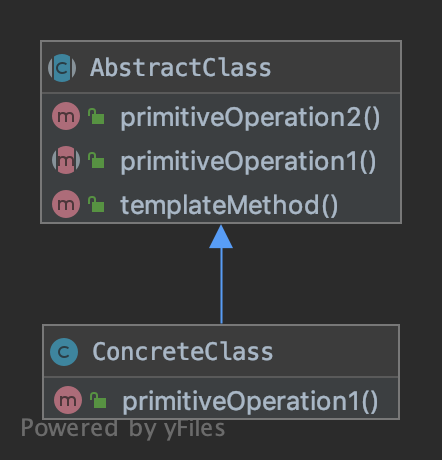 AbstractClass
primitiveOperation2()
primitiveOperation1()
templateMethod()
ConcreteClass
primitiveOperation1()
Powered by yFiles